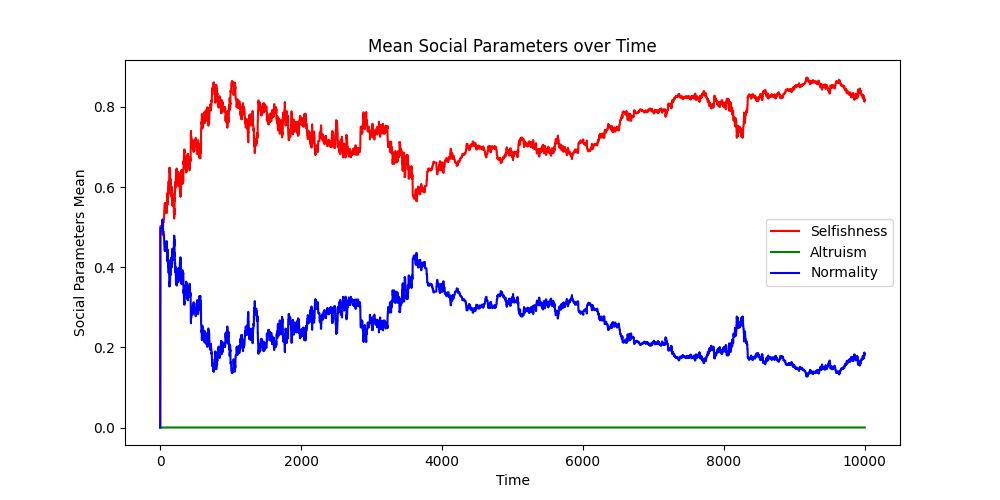 Mean Social Parameters over Time
Social Parameters Mean
0.8
0.6
0.4
0.2
0.0
Selfishness
Altruism
Normality
0 2000 4000 6000 8000 10000
Time